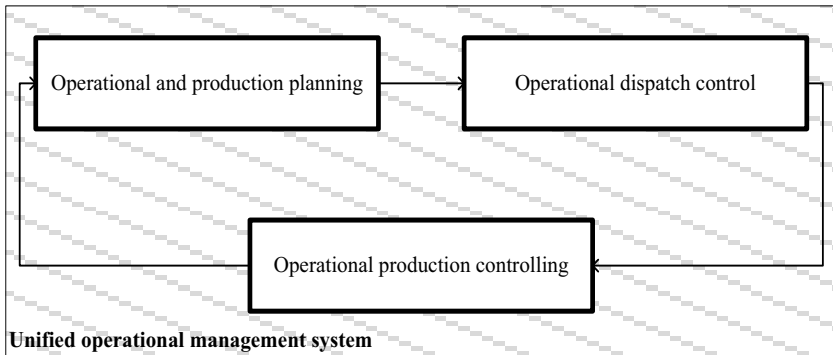 Operational and production planning
Operational dispatch control
Operational production controlling
Unified operational management system